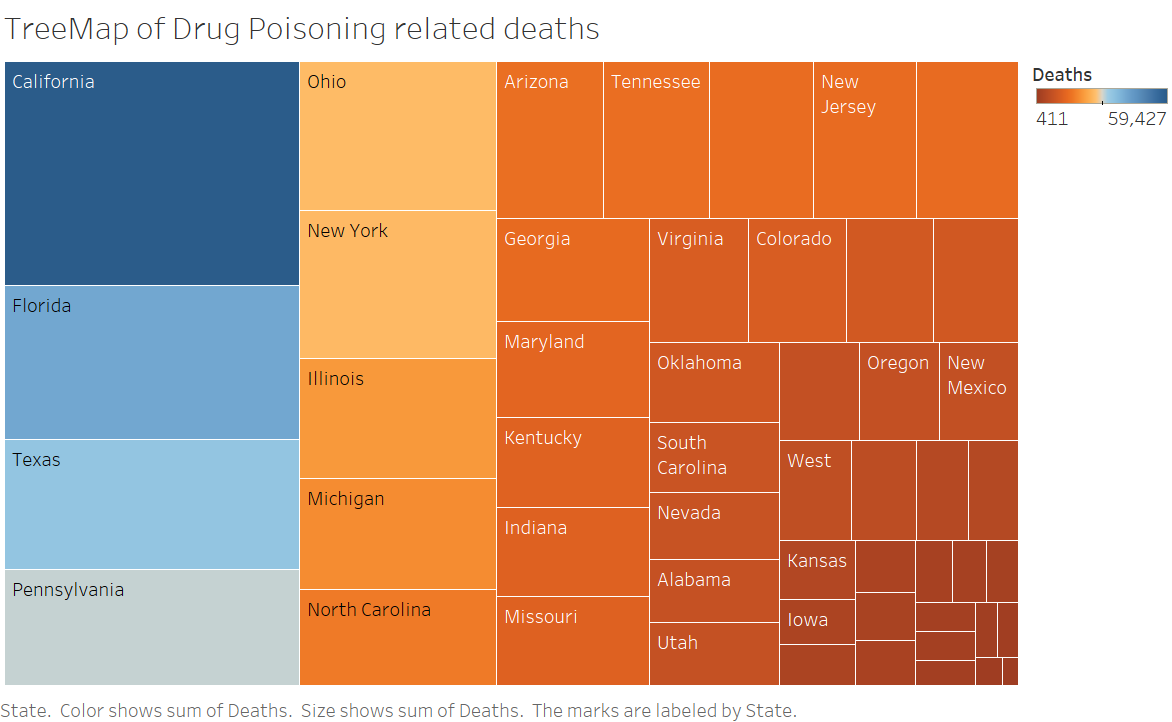 TreeMap of Drug Poisoning related deaths
California
Florida
Texas
Pennsylvania
Ohio
New York
Illinois
Michigan
North Carolina
Arizona
Tennessee
New
Jersey
Georgia
Maryland
Kentucky
Indiana
Missouri
Virginia
Colorado
Oklahoma
South
Carolina
Nevada
Alabama
Utah
Oregon
New
Mexico
West
Kansas
Iowa
Deaths
411 59,427
State. Color shows sum of Deaths. Size shows sum of Deaths. The marks are labeled by State.